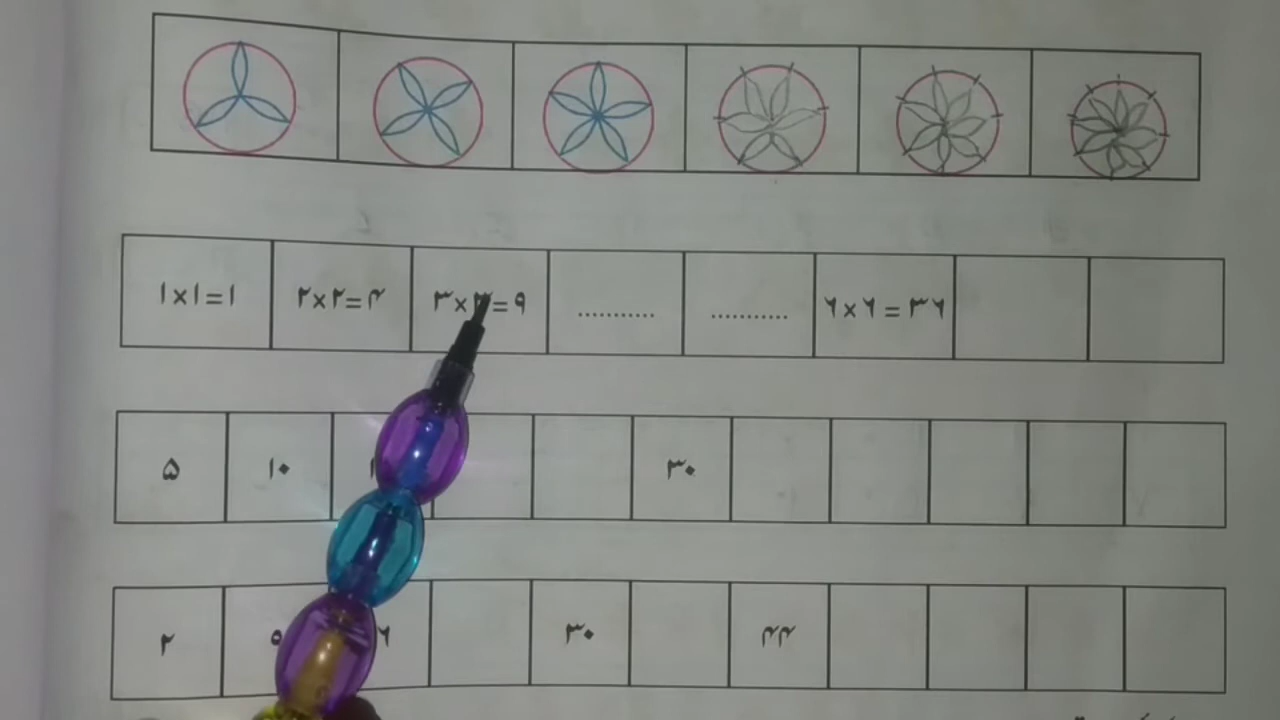 ۱×۱=۱ ۲×۲=۴ ۳×۳=۹ ........... ........... ۶×۶=۳۶
۵ ۱۰ ۳۰
۲ ۳۰ ۴۴